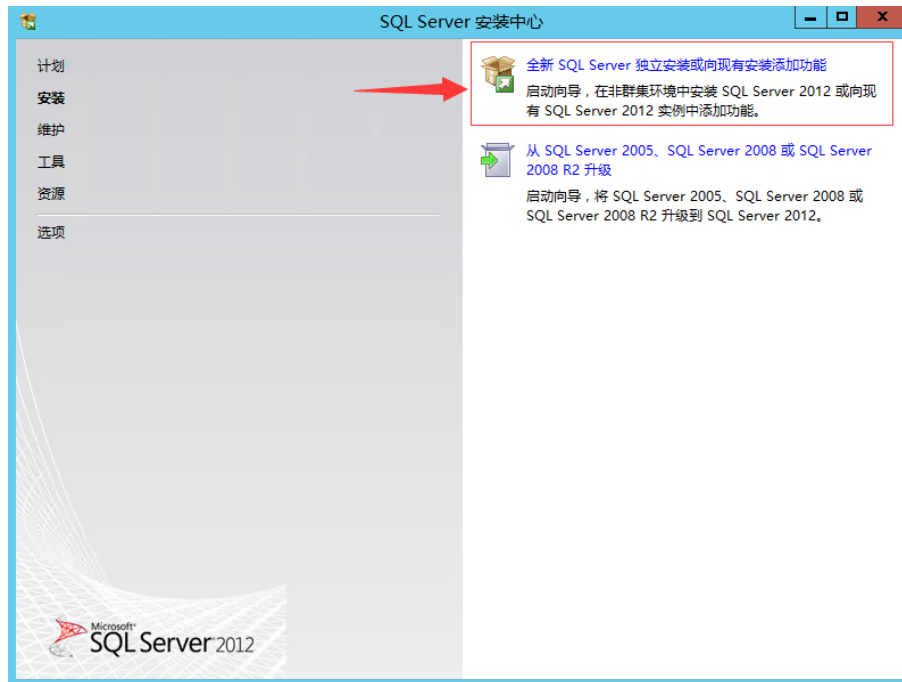 SQL Server 安装中心
计划
安装
维护
工具
资源
选项
全新 SQL Server 独立安装或向现有安装添加功能
启动向导，在非群集环境中安装 SQL Server 2012 或向现
有 SQL Server 2012 实例中添加功能。
从 SQL Server 2005、SQL Server 2008 或 SQL Server
2008 R2 升级
启动向导，将 SQL Server 2005、SQL Server 2008 或
SQL Server 2008 R2 升级到 SQL Server 2012。
Microsoft®
SQL Server 2012